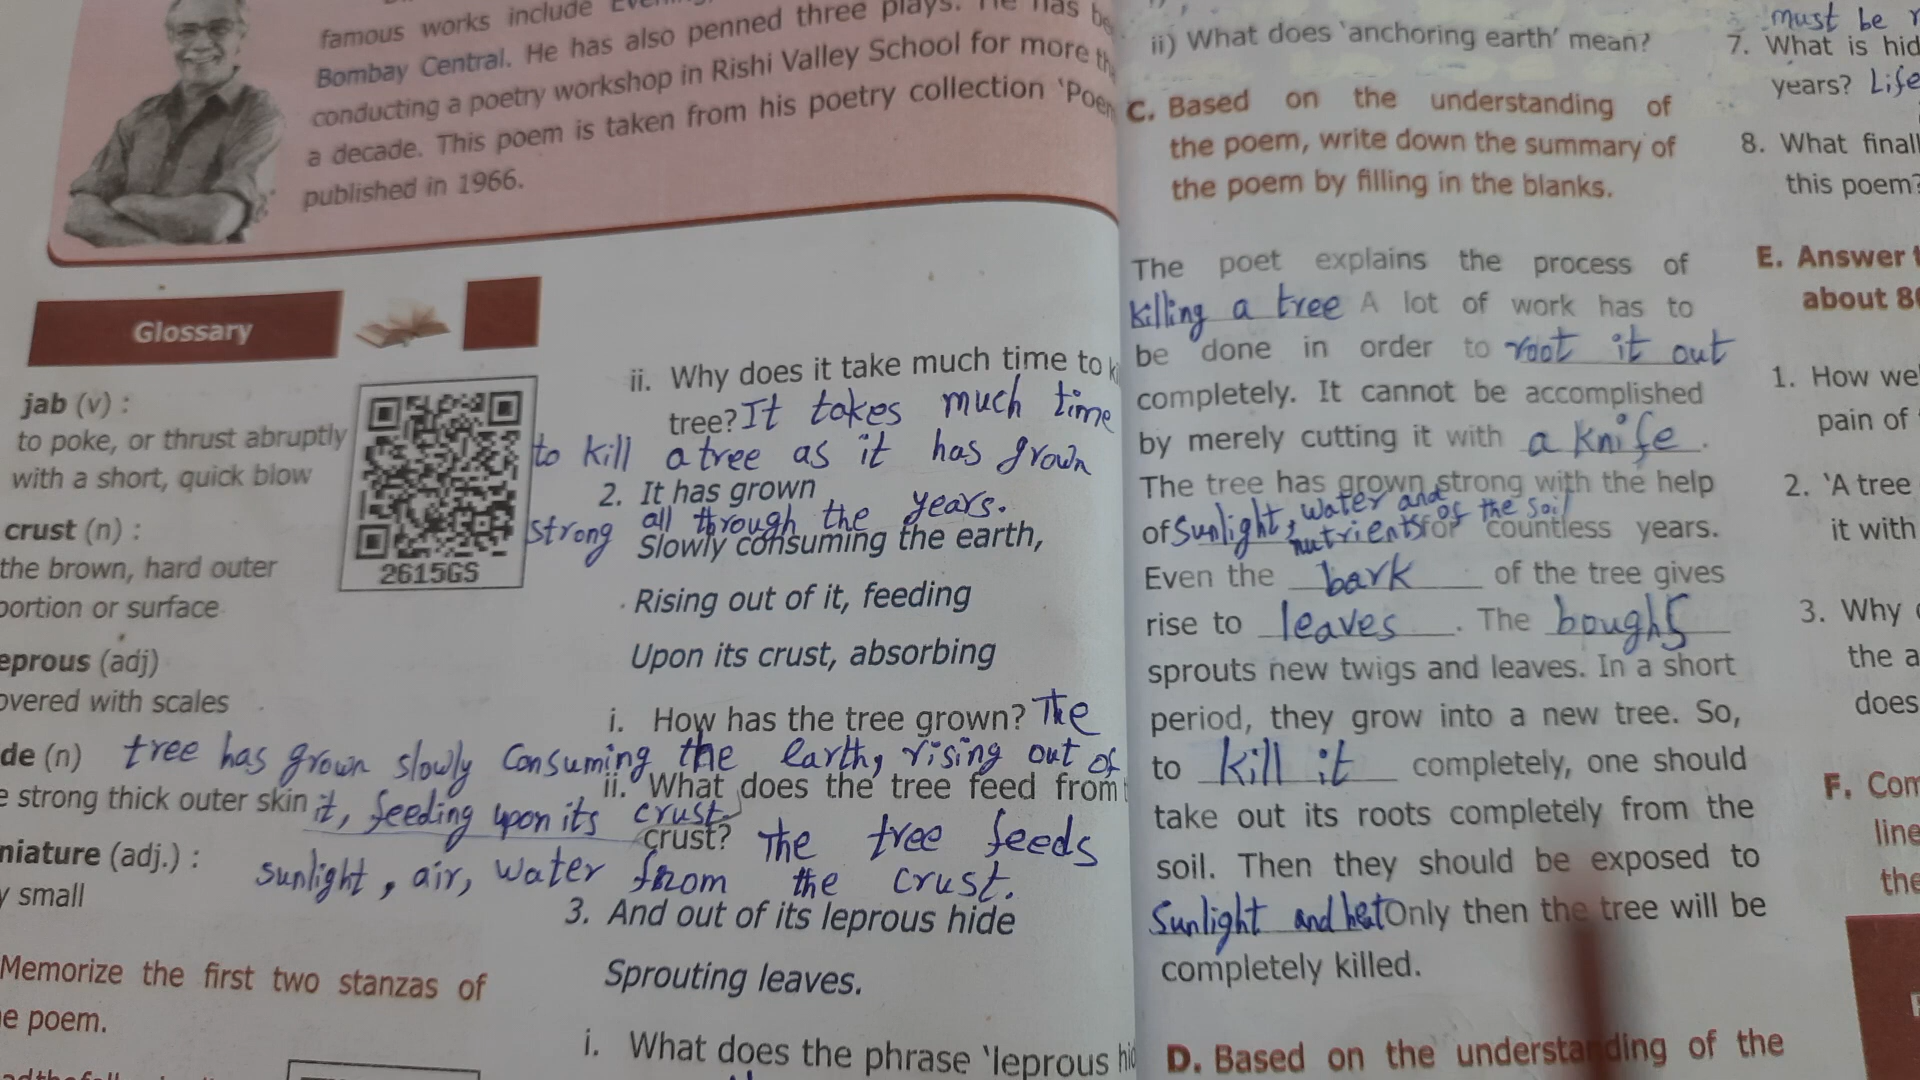 famous works include
Bombay Central. He has also penned three plays. He has
conducting a poetry workshop in Rishi Valley School for more
a decade. This poem is taken from his poetry collection
published in 1966.
Glossary
jab (v) :
to poke, or thrust abruptly
with a short, quick blow
crust (n) :
the brown, hard outer
portion or surface
eprous (adj)
overed with scales
de (n)
e strong thick outer skin
niature (adj.) :
y small
Memorize the first two stanzas of
e poem.
2615GS
ii. Why does it take much time to
tree? It takes much time
to kill a tree as it has grown
2. It has grown
strong all through the years.
Slowly consuming the earth,
Rising out of it, feeding
Upon its crust, absorbing
i. How has the tree grown? The
tree has grown slowly consuming the earth, rising out of
it, feeding upon its crust.
ii. What does the tree feed from
crust? The tree feeds
sunlight, air, water from the crust.
3. And out of its leprous hide
Sprouting leaves.
i. What does the phrase 'leprous
ii) What does 'anchoring earth' mean?
C. Based on the understanding of
the poem, write down the summary of
the poem by filling in the blanks.
The poet explains the process of
killing a tree A lot of work has to
be done in order to root it out
completely. It cannot be accomplished
by merely cutting it with a knife.
The tree has grown strong with the help
of Sunlight, water and nutrients of the soil for countless years.
Even the bark of the tree gives
rise to leaves. The boughs
sprouts new twigs and leaves. In a short
period, they grow into a new tree. So,
to kill it completely, one should
take out its roots completely from the
soil. Then they should be exposed to
Sunlight and heat Only then the tree will be
completely killed.
D. Based on the understanding of the
must be
7. What is
years? Life
8. What
this poem?
E. Answer
about
1. How
pain of
2. 'A tree
it with
3. Why
the
does
F.
line
the